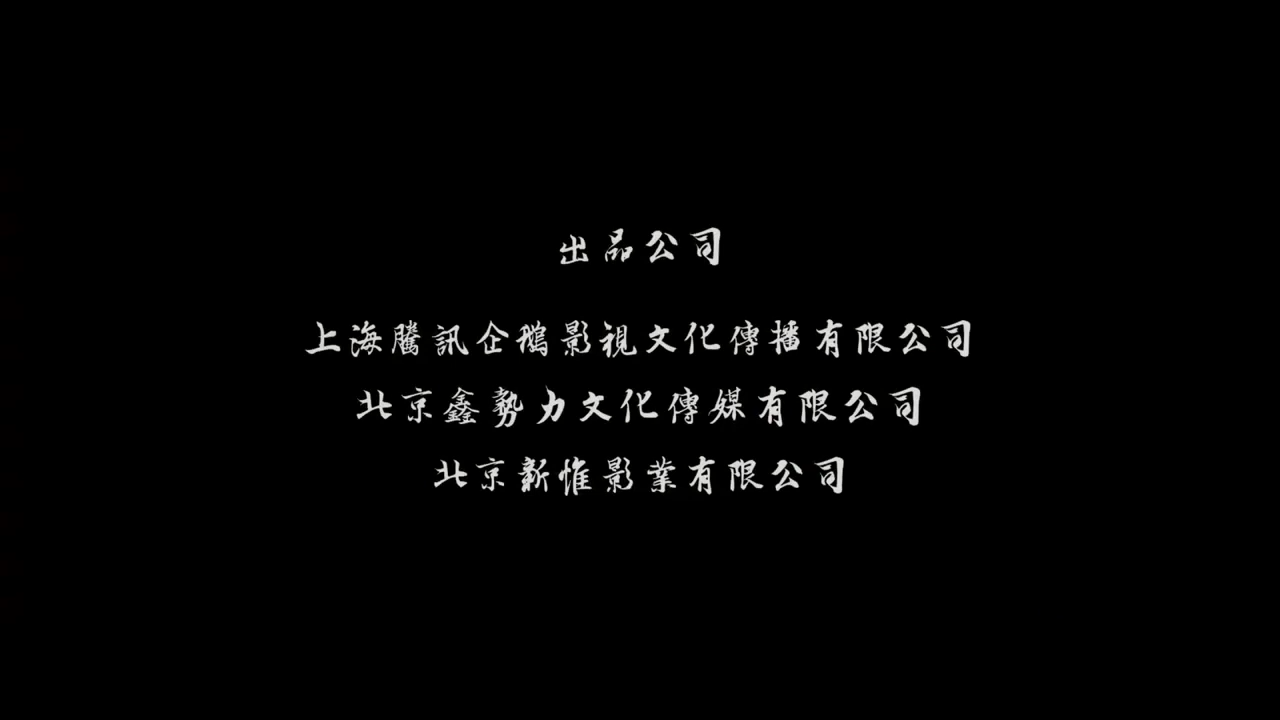 出品公司
上海騰訊企鵝影視文化傳播有限公司
北京鑫勢力文化傳媒有限公司
北京新惟影業有限公司